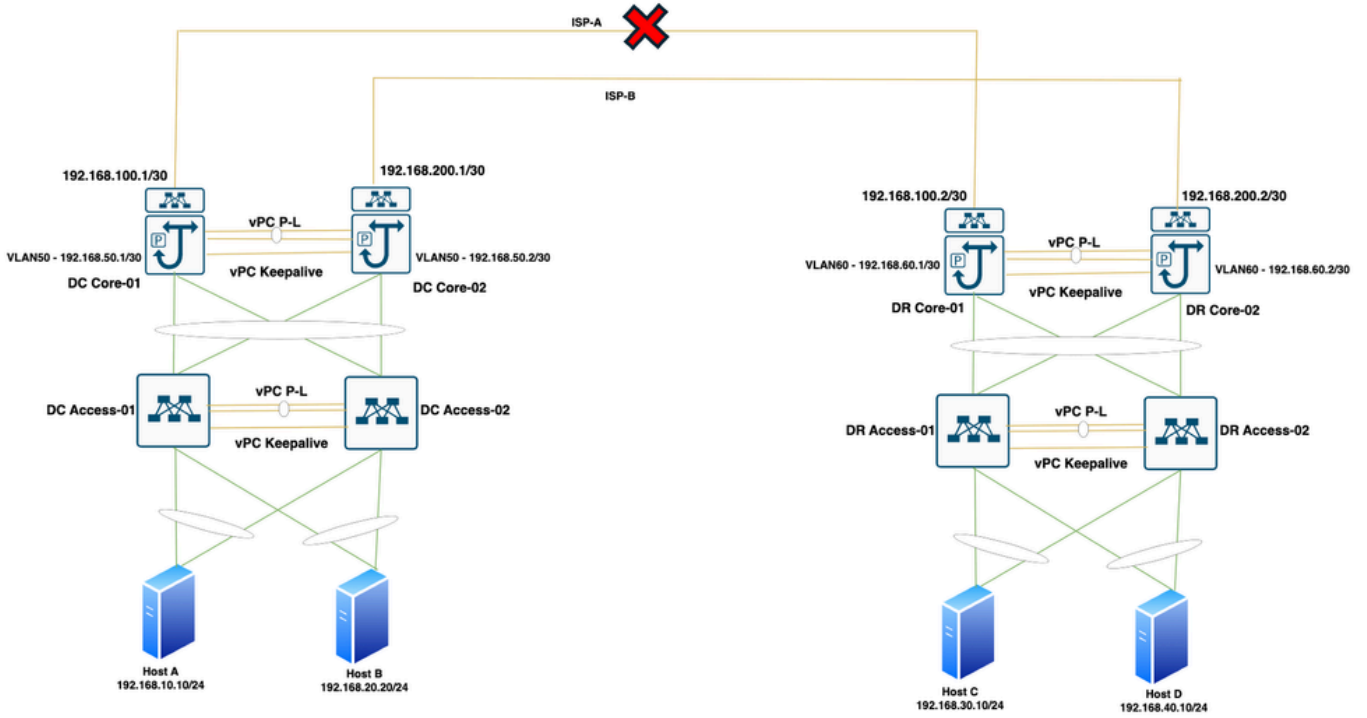 ISP-A
ISP-B
192.168.100.1/30
192.168.200.1/30
192.168.100.2/30
192.168.200.2/30
vPC P-L
P
P
VLAN50 - 192.168.50.1/30
vPC Keepalive
VLAN50 - 192.168.50.2/30
DC Core-01
DC Core-02
vPC P-L
P
P
VLAN60 - 192.168.60.1/30
vPC Keepalive
VLAN60 - 192.168.60.2/30
DR Core-01
DR Core-02
vPC P-L
DC Access-01
DC Access-02
vPC Keepalive
vPC P-L
DR Access-01
DR Access-02
vPC Keepalive
Host A
192.168.10.10/24
Host B
192.168.20.20/24
Host C
192.168.30.10/24
Host D
192.168.40.10/24